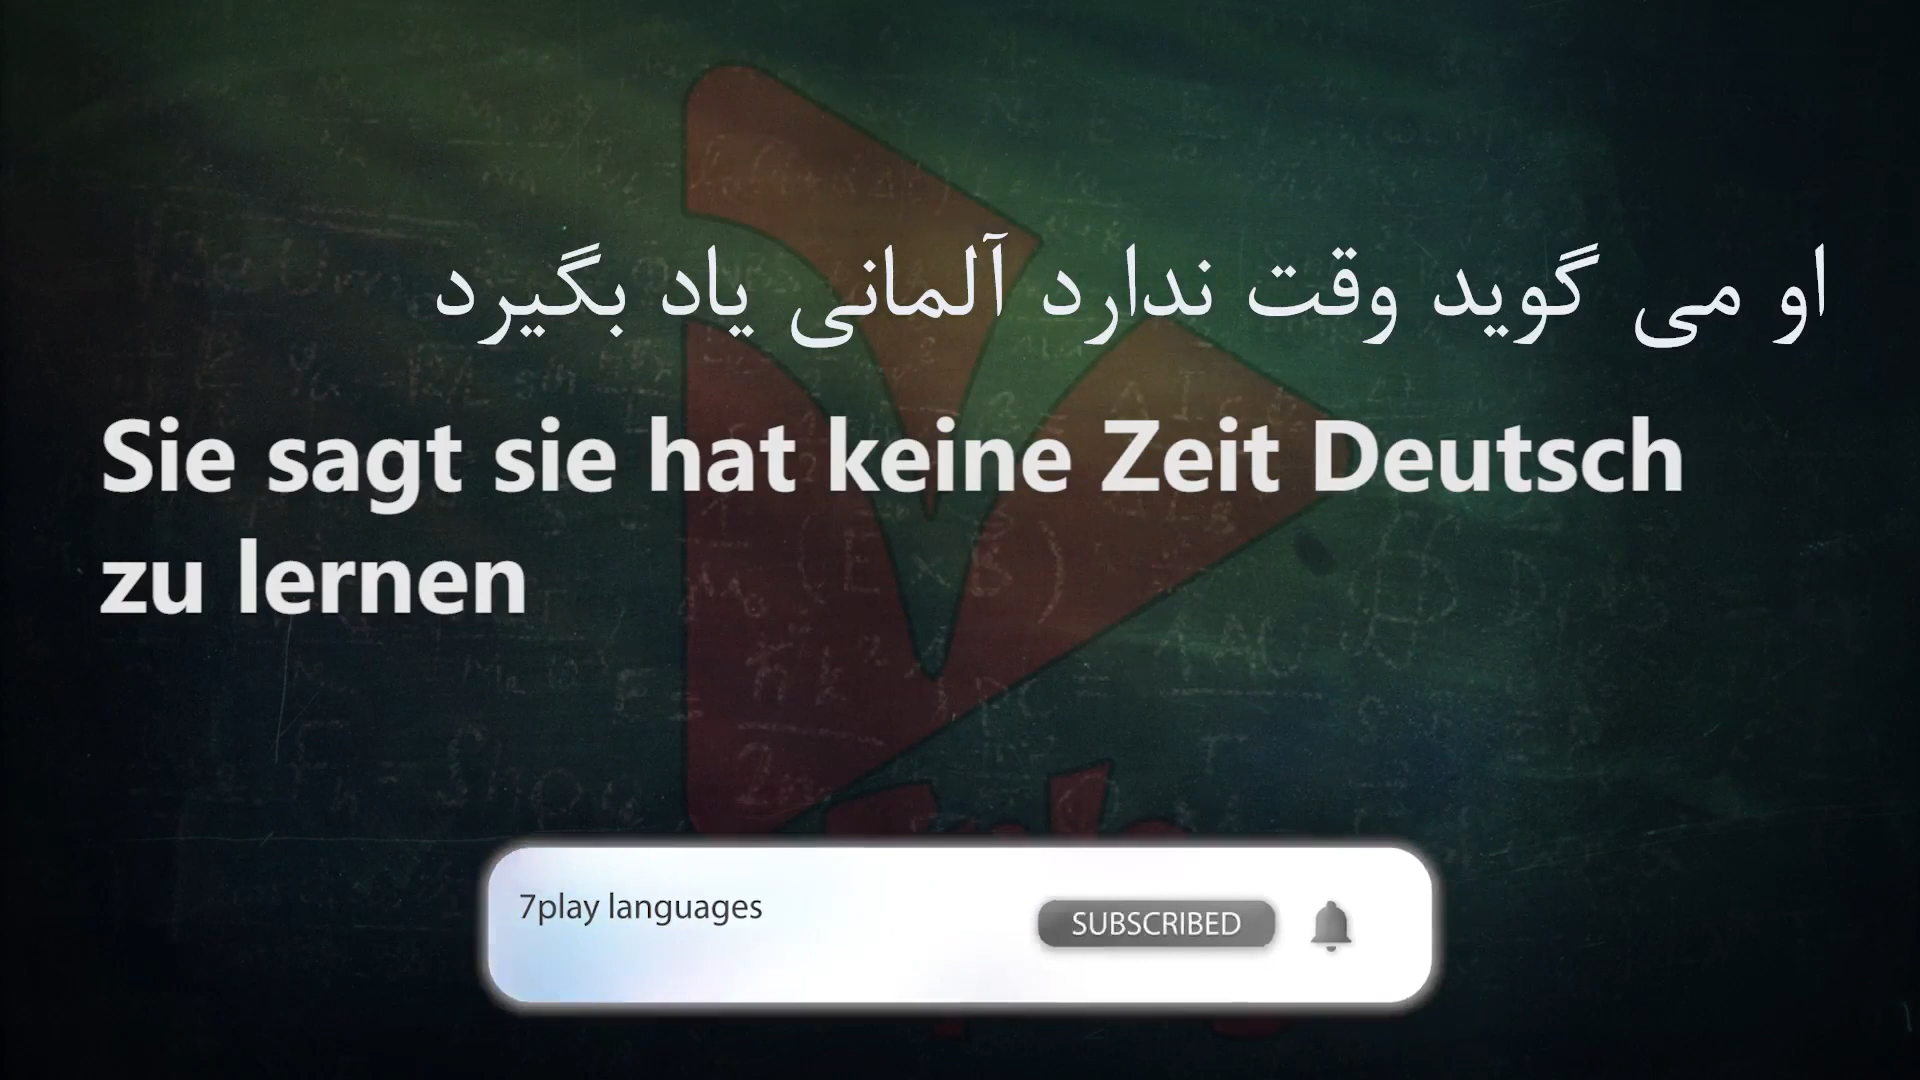 او می گوید وقت ندارد آلمانی یاد بگیرد
Sie sagt sie hat keine Zeit Deutsch
zu lernen
7play languages
SUBSCRIBED